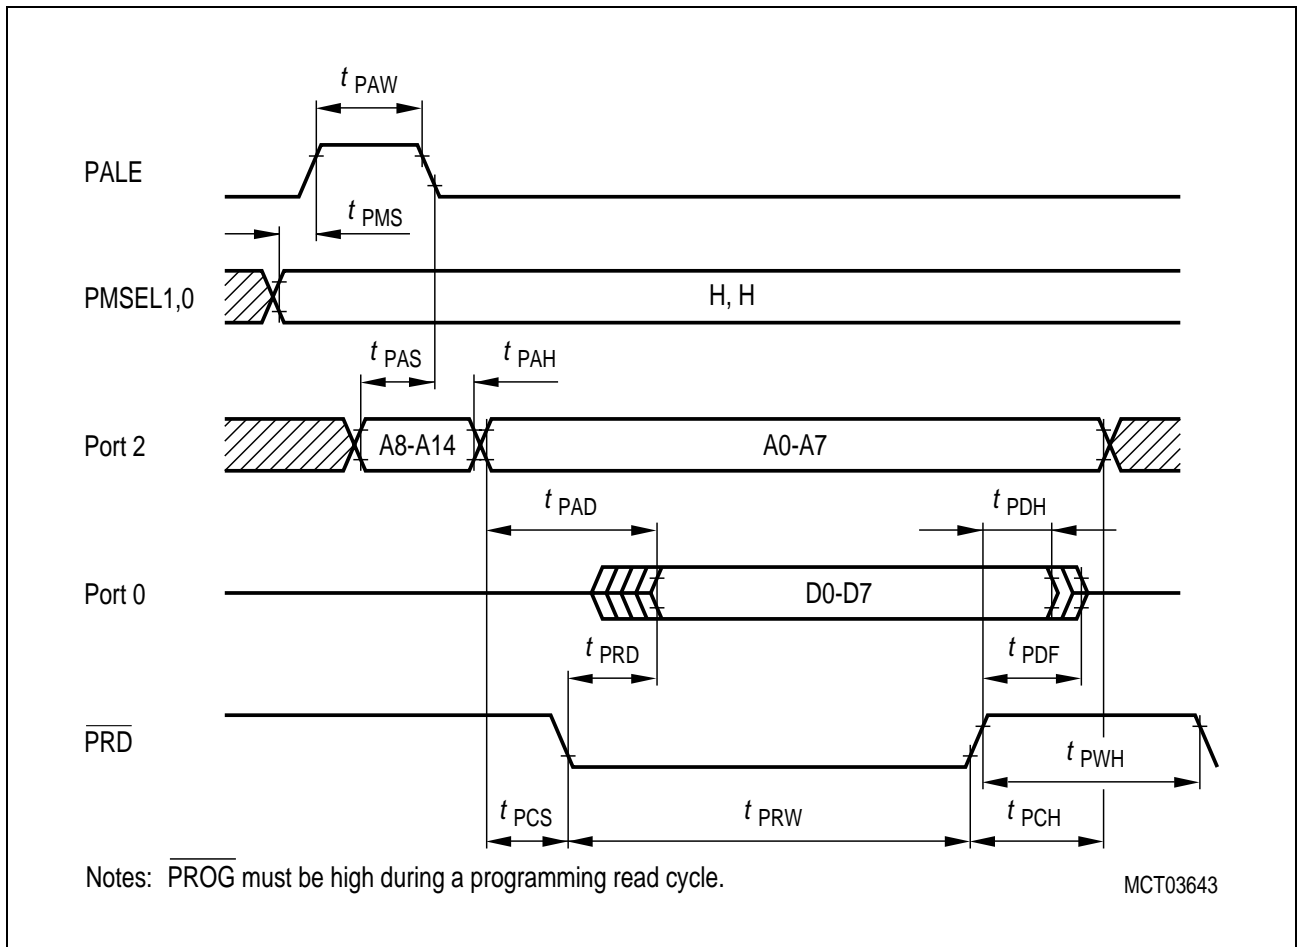 t PAW
PALE
t PMS
PMSEL1,0
H, H
t PAS
t PAH
Port 2
A8-A14
A0-A7
t PAD
t PDH
Port 0
D0-D7
t PRD
t PDF
PRD
t PWH
t PCS
t PRW
t PCH
Notes: PROG must be high during a programming read cycle.
MCT03643